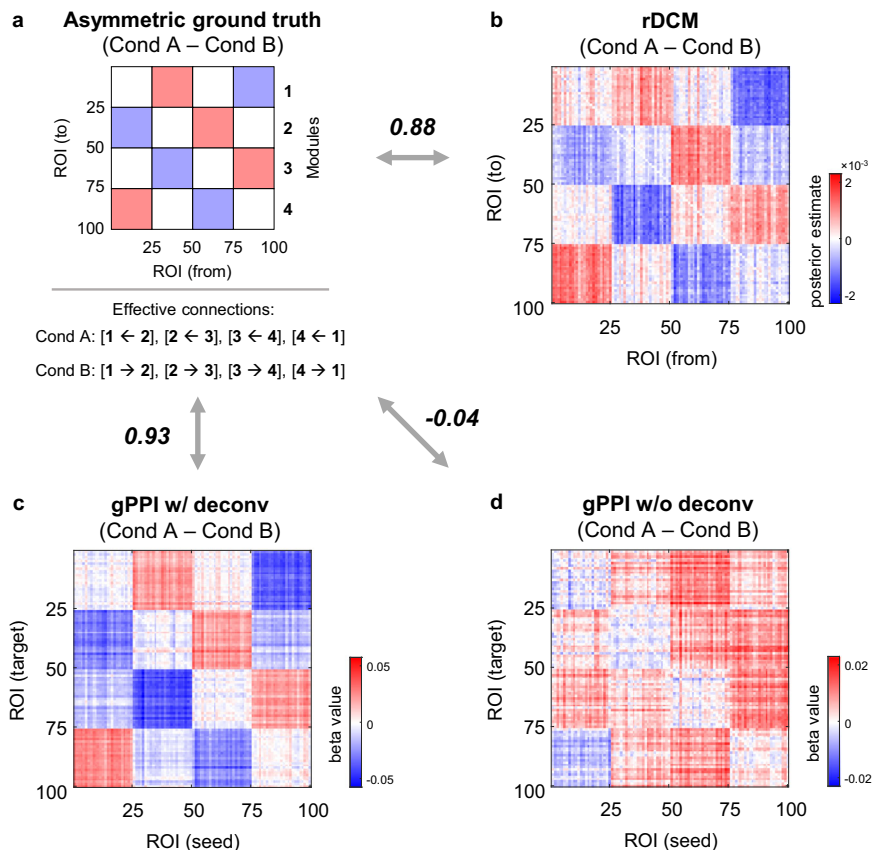 a
Asymmetric ground truth
(Cond A – Cond B)
ROI (to)
25
50
75
100
1
2
3
4
Modules
25
50
75
100
ROI (from)
Effective connections:
Cond A: [1 ← 2], [2 ← 3], [3 ← 4], [4 ← 1]
Cond B: [1 → 2], [2 → 3], [3 → 4], [4 → 1]
0.88
0.93
-0.04
b
rDCM
(Cond A – Cond B)
ROI (to)
25
50
75
100
25
50
75
100
ROI (from)
×10⁻³
2
0
-2
posterior estimate
c
gPPI w/ deconv
(Cond A – Cond B)
ROI (target)
25
50
75
100
25
50
75
100
ROI (seed)
0.05
0
-0.05
beta value
d
gPPI w/o deconv
(Cond A – Cond B)
ROI (target)
25
50
75
100
25
50
75
100
ROI (seed)
0.02
0
-0.02
beta value